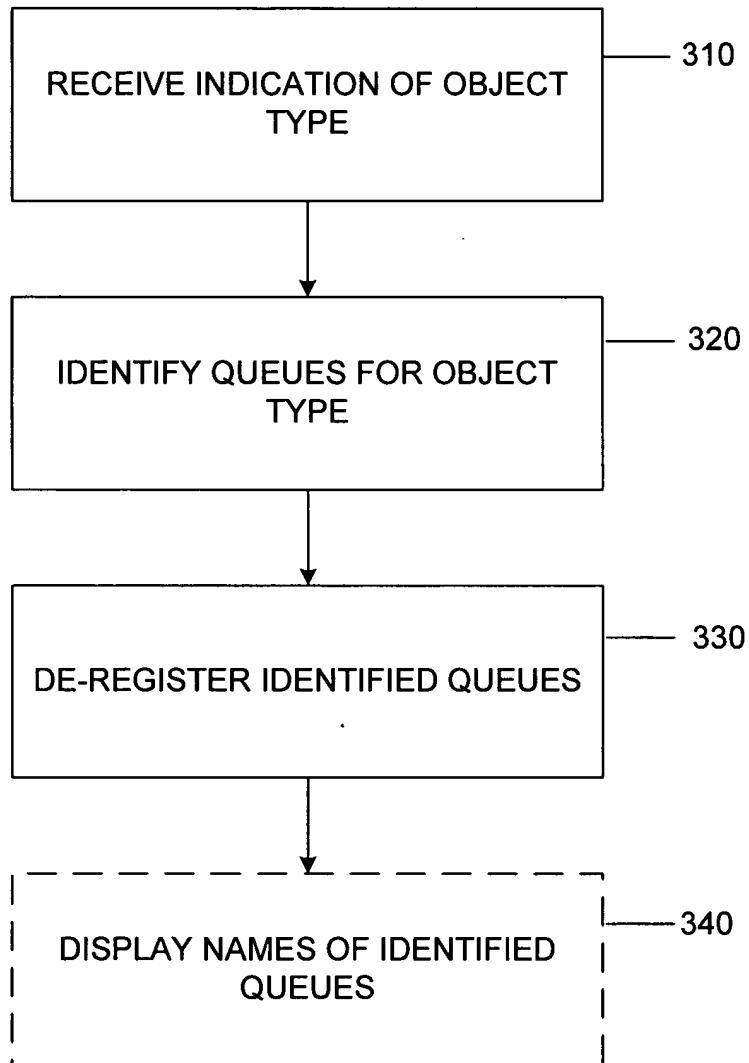 RECEIVE INDICATION OF OBJECT
TYPE
310
IDENTIFY QUEUES FOR OBJECT
TYPE
320
DE-REGISTER IDENTIFIED QUEUES
330
DISPLAY NAMES OF IDENTIFIED
QUEUES
340